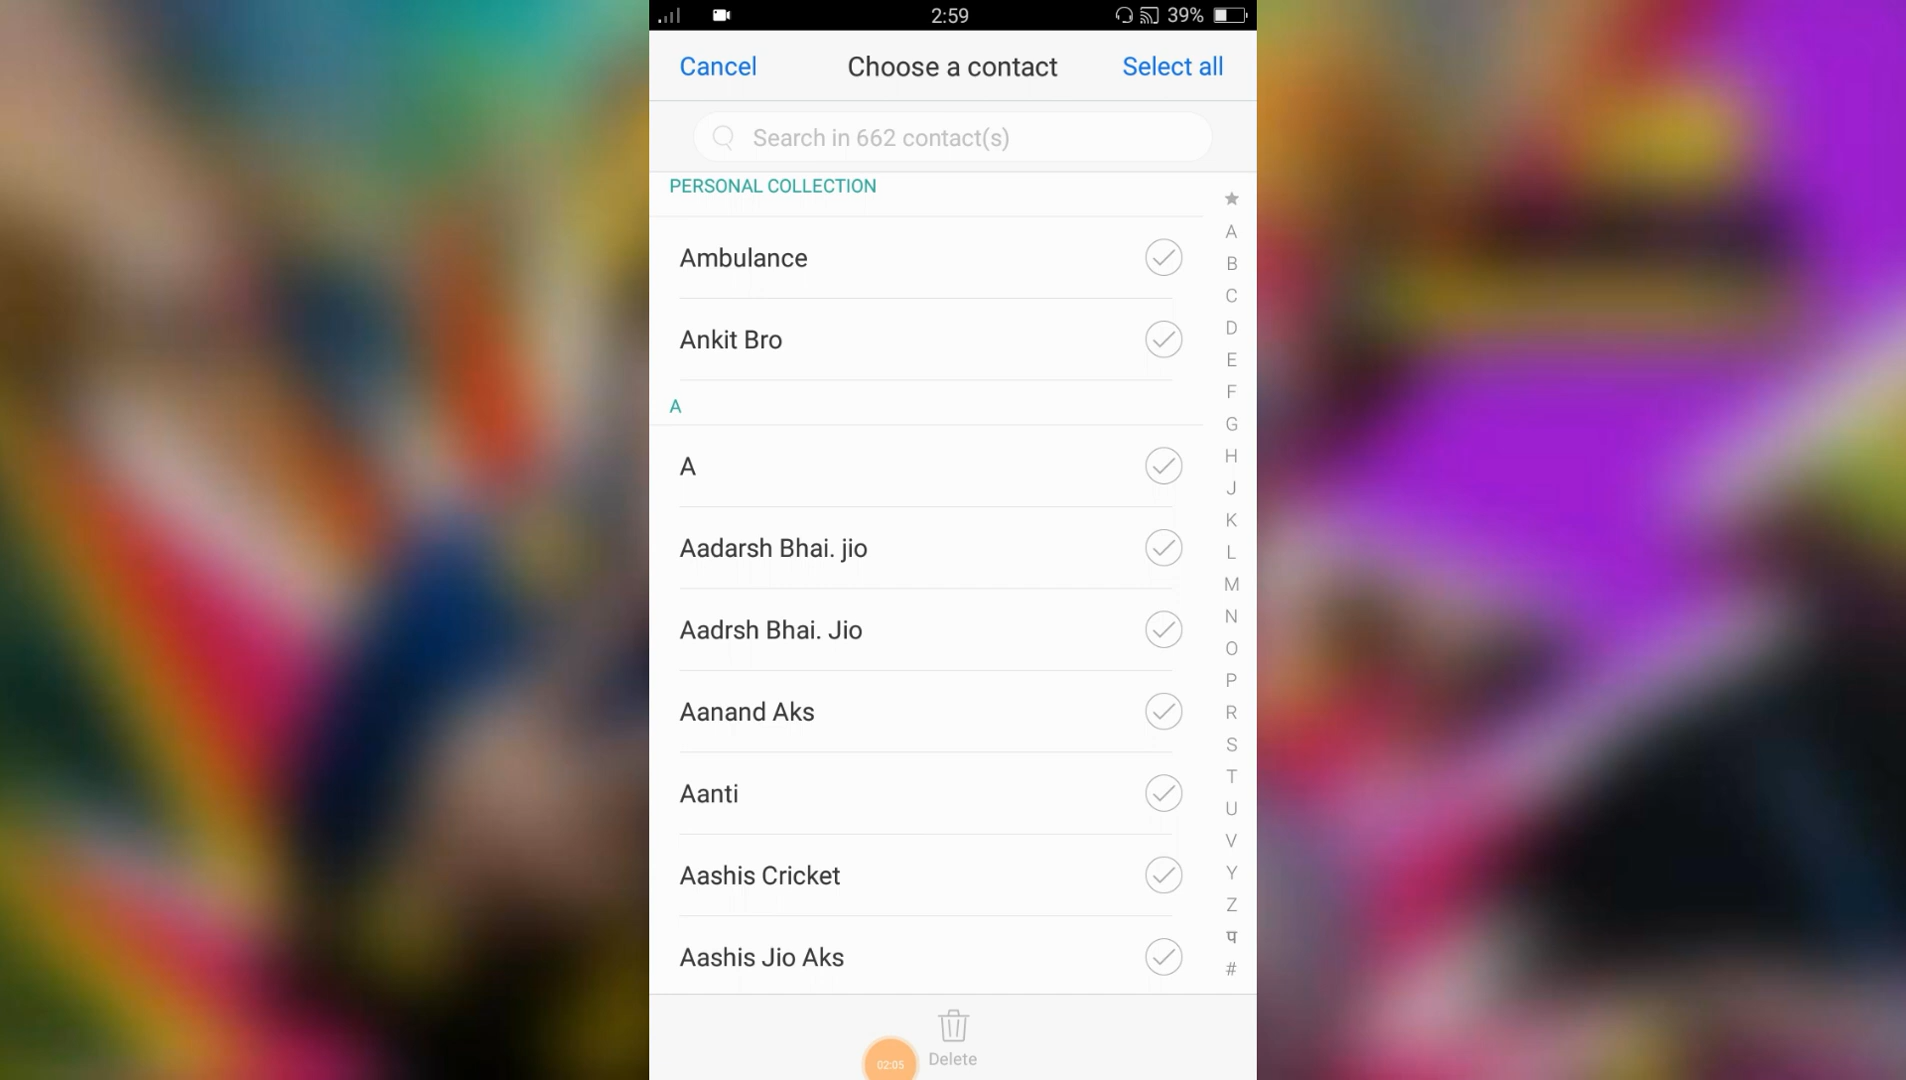 2:59 39%
Cancel Choose a contact Select all
Search in 662 contact(s)
PERSONAL COLLECTION
Ambulance
Ankit Bro
A
A
Aadarsh Bhai. jio
Aadrsh Bhai. Jio
Aanand Aks
Aanti
Aashis Cricket
Aashis Jio Aks
★
A
B
C
D
E
F
G
H
J
K
L
M
N
O
P
R
S
T
U
V
Y
Z
प
#
02:05 Delete